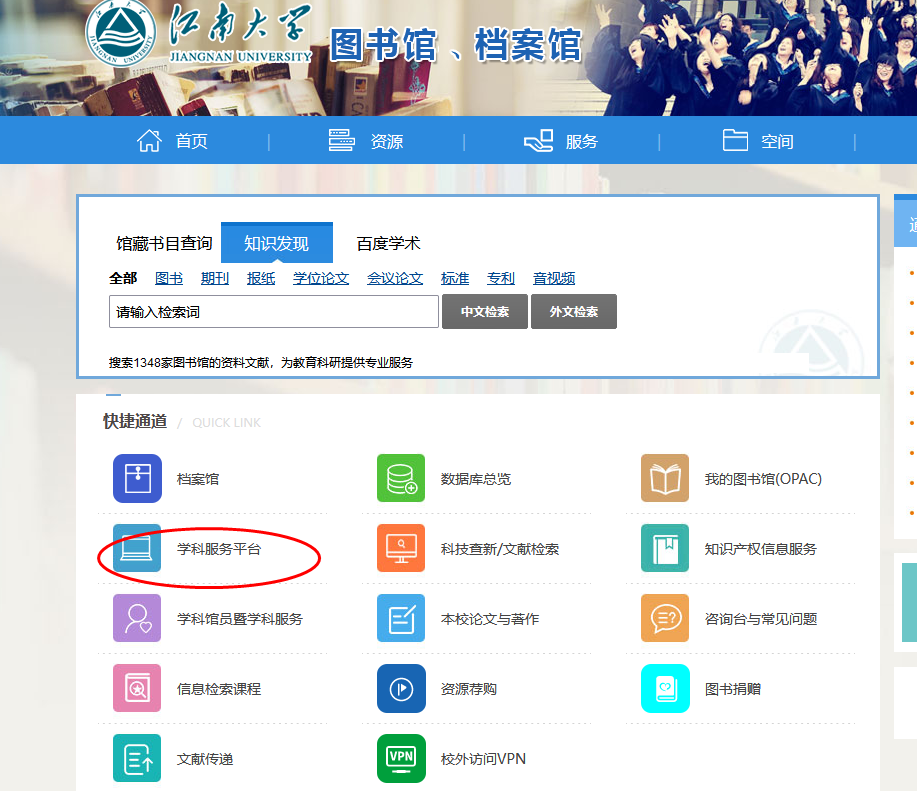 江南大学
JIANGNAN UNIVERSITY
图书馆、档案馆
首页 | 资源 | 服务 | 空间 |
馆藏书目查询 知识发现 百度学术
全部 图书 期刊 报纸 学位论文 会议论文 标准 专利 音视频
请输入检索词 中文检索 外文检索
搜索1348家图书馆的资料文献，为教育科研提供专业服务
快捷通道 / QUICK LINK
档案馆 数据库总览 我的图书馆(OPAC)
学科服务平台 科技查新/文献检索 知识产权信息服务
学科馆员暨学科服务 本校论文与著作 咨询台与常见问题
信息检索课程 资源荐购 图书捐赠
文献传递 VPN 校外访问VPN